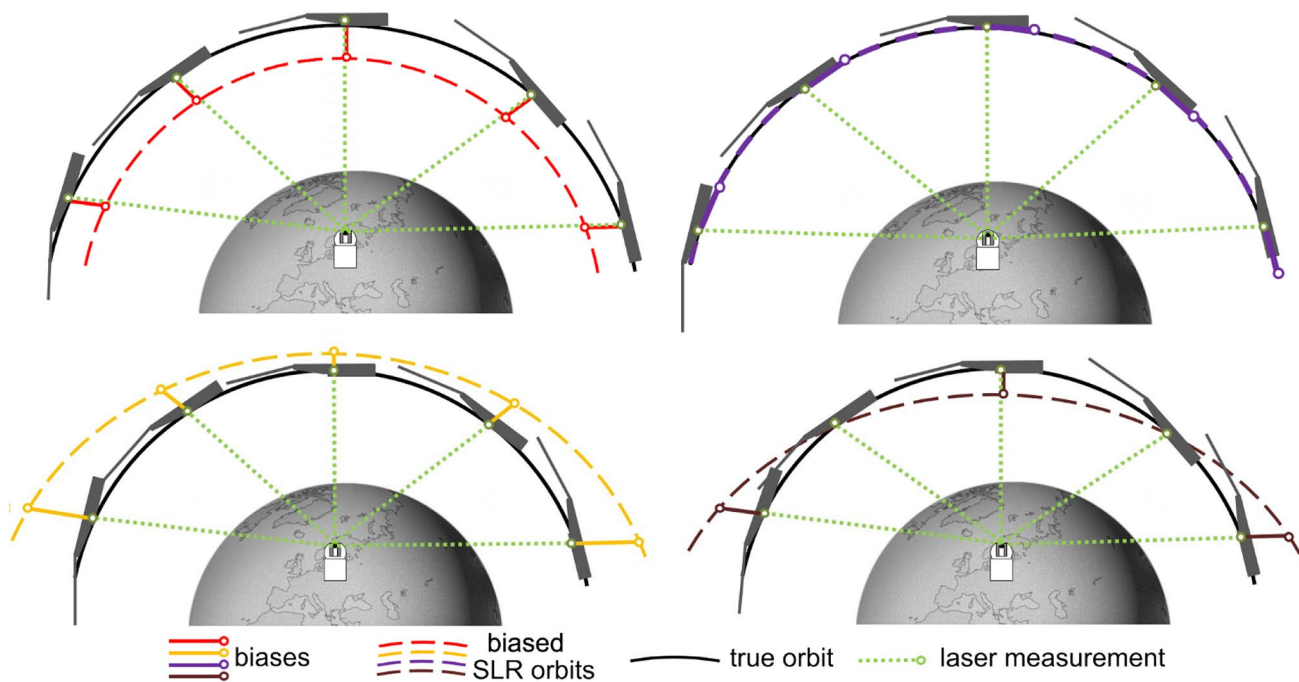 biases
biased
SLR orbits
true orbit
laser measurement